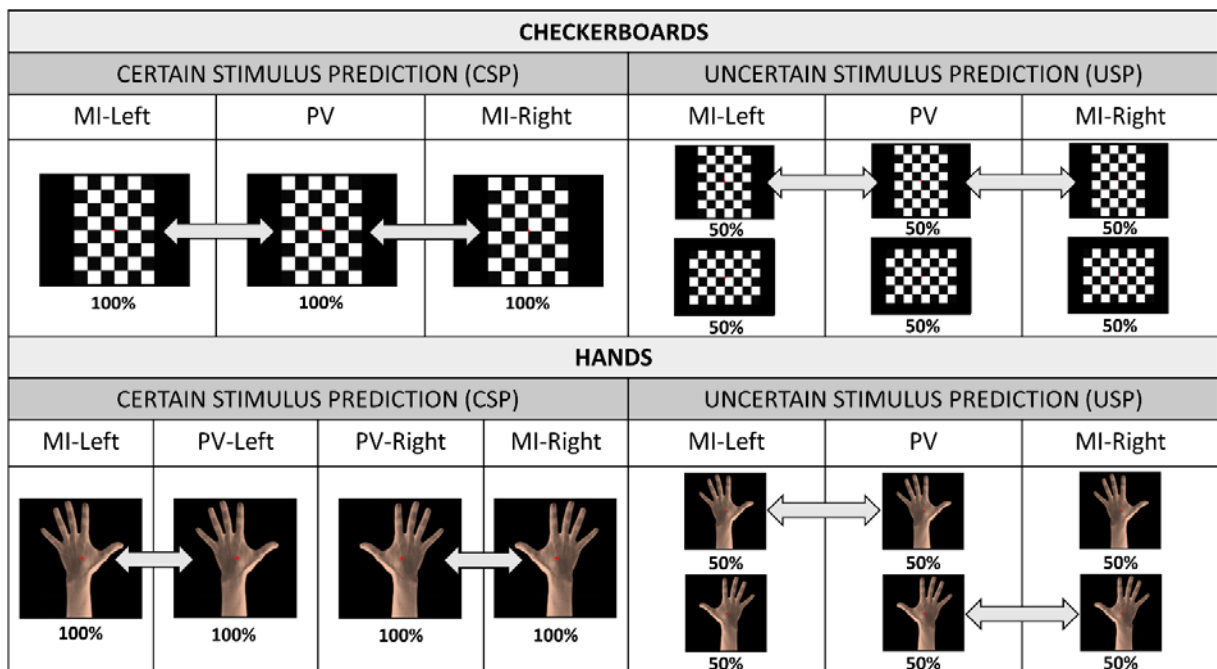 CHECKERBOARDS
CERTAIN STIMULUS PREDICTION (CSP) UNCERTAIN STIMULUS PREDICTION (USP)
MI-Left PV MI-Right MI-Left PV MI-Right
50% 50% 50%
100% 100% 100%
50% 50% 50%
HANDS
CERTAIN STIMULUS PREDICTION (CSP) UNCERTAIN STIMULUS PREDICTION (USP)
MI-Left PV-Left PV-Right MI-Right MI-Left PV MI-Right
50% 50% 50%
100% 100% 100% 100%
50% 50% 50%